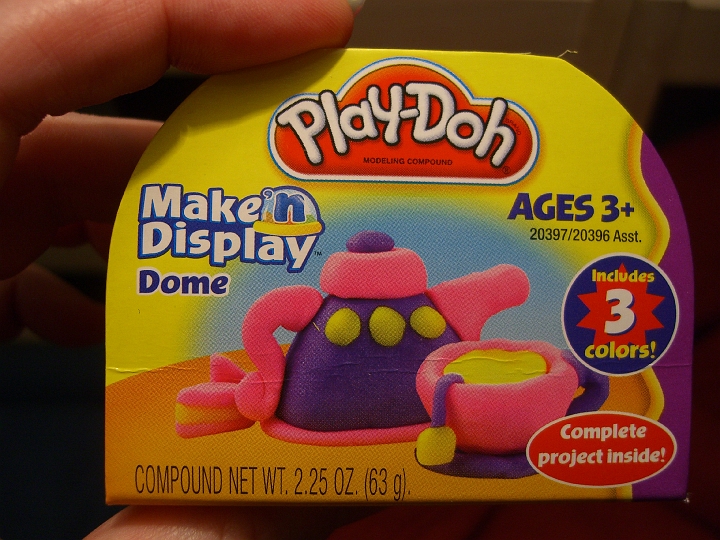 Play-Doh
MODELING COMPOUND
Make'n
Display™
Dome
AGES 3+
20397/20396 Asst.
Includes
3
colors!
Complete
project inside!
COMPOUND NET WT. 2.25 OZ. (63 g).